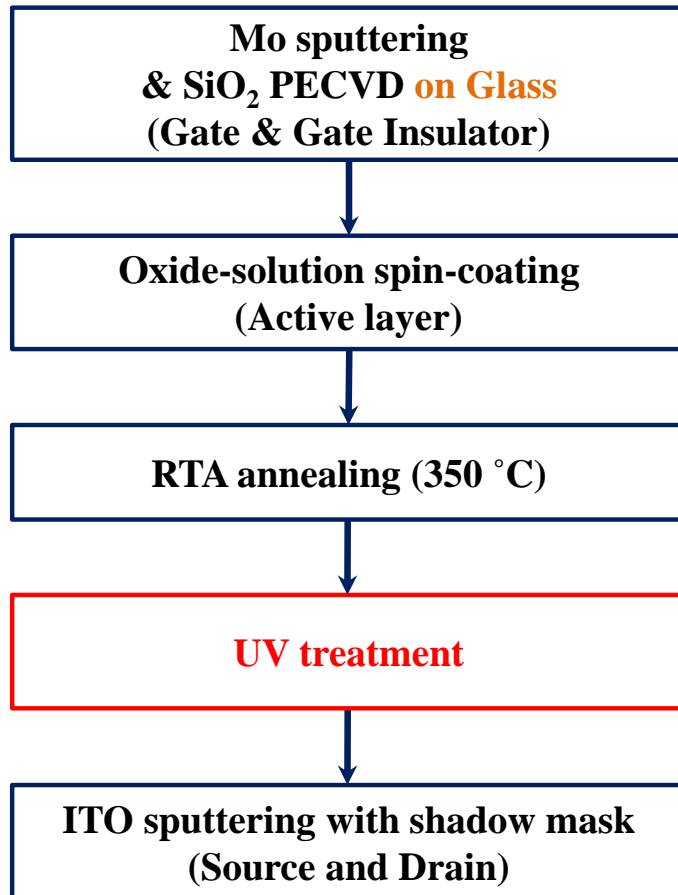 Mo sputtering
& SiO₂ PECVD on Glass
(Gate & Gate Insulator)
Oxide-solution spin-coating
(Active layer)
RTA annealing (350 ˚C)
UV treatment
ITO sputtering with shadow mask
(Source and Drain)